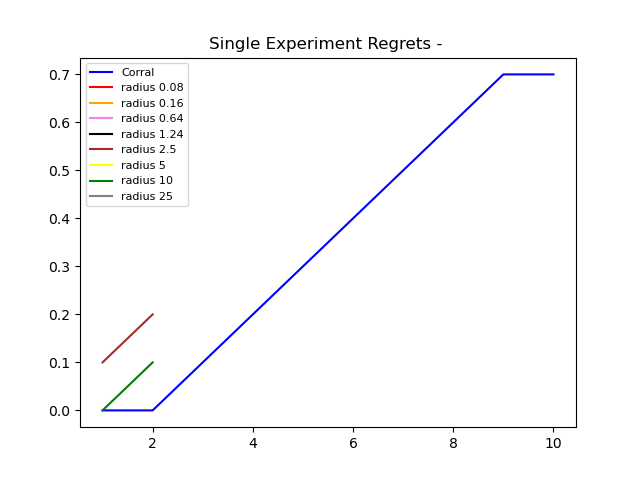 Single Experiment Regrets -
Corral
radius 0.08
radius 0.16
radius 0.64
radius 1.24
radius 2.5
radius 5
radius 10
radius 25
0.7
0.6
0.5
0.4
0.3
0.2
0.1
0.0
2 4 6 8 10